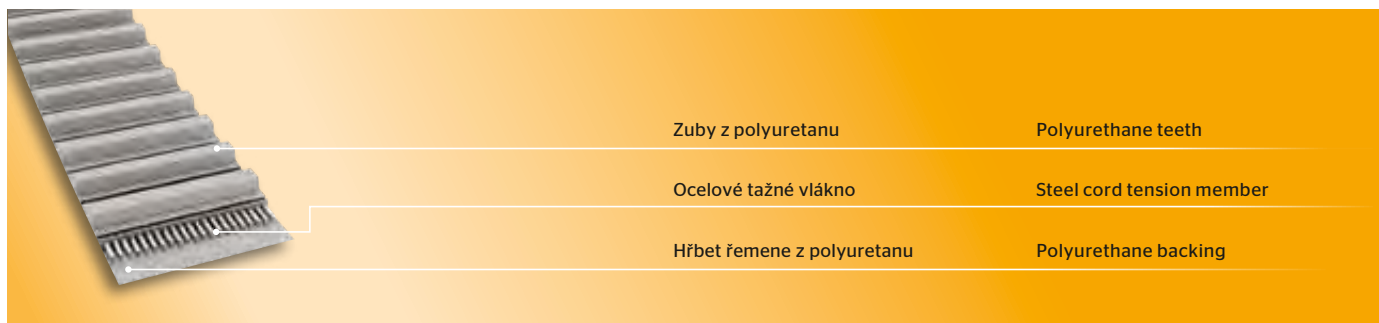 Zuby z polyuretanu Polyurethane teeth
Ocelové tažné vlákno Steel cord tension member
Hřbet řemene z polyuretanu Polyurethane backing